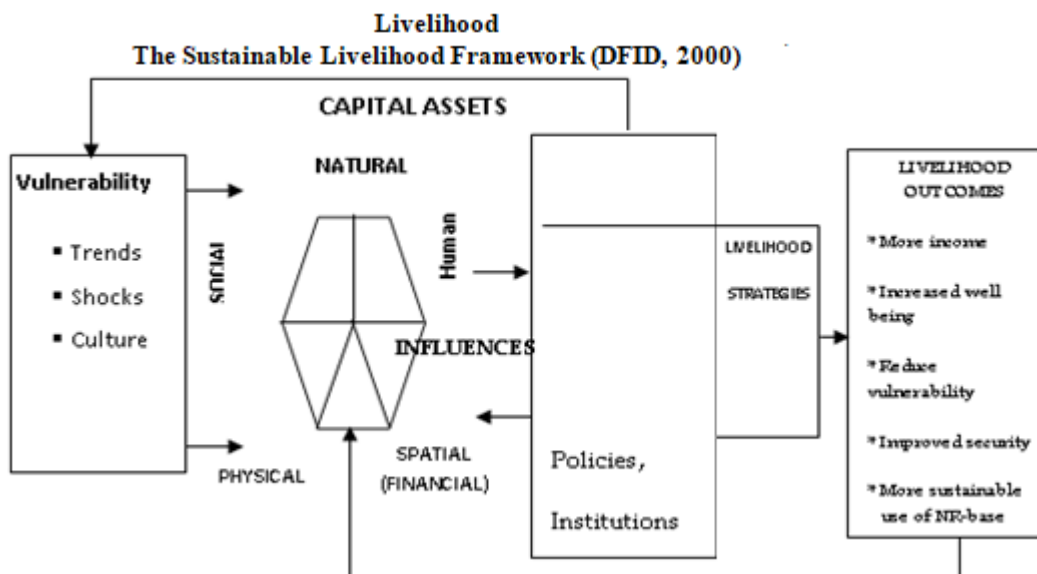 Livelihood
The Sustainable Livelihood Framework (DFID, 2000)
CAPITAL ASSETS
Vulnerability
▪ Trends
▪ Shocks
▪ Culture
SOCIAL
NATURAL
Human
INFLUENCES
PHYSICAL
SPATIAL
(FINANCIAL)
Policies,
Institutions
LIVELIHOOD
STRATEGIES
LIVELIHOOD
OUTCOMES
*More income
*Increased well
being
*Reduce
vulnerability
*Improved security
*More sustainable
use of NR-base